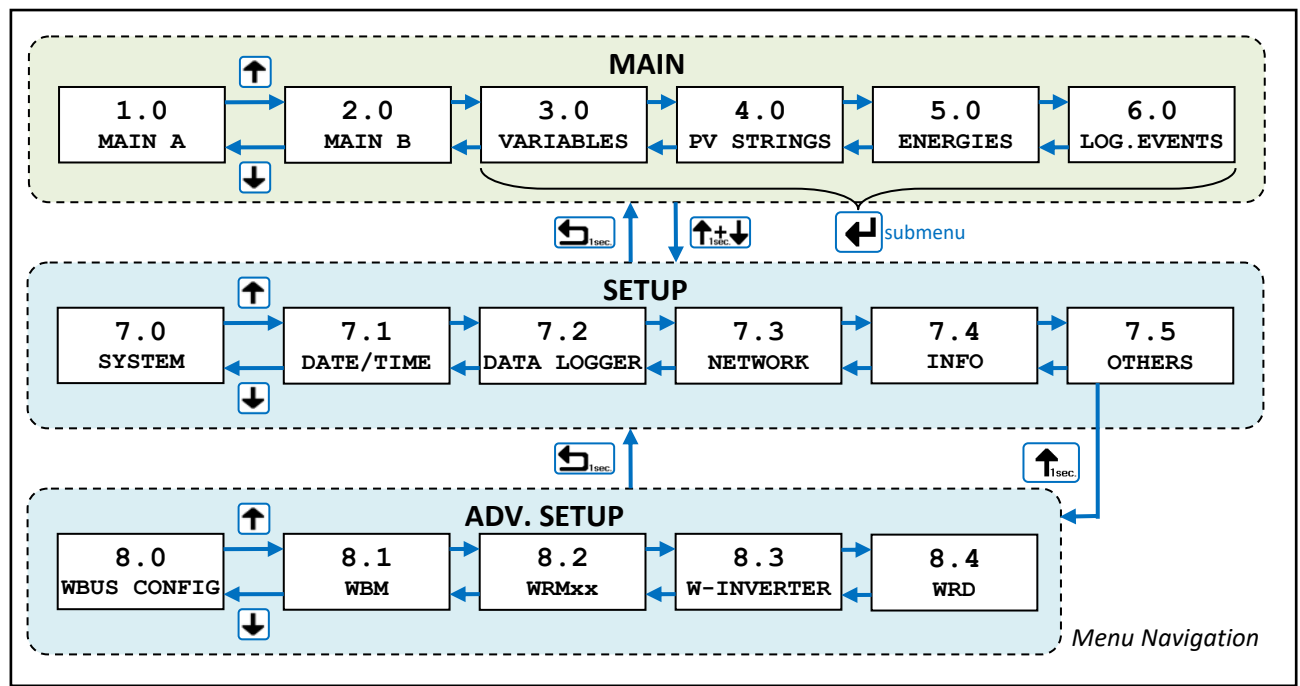 MAIN
1.0
MAIN A
2.0
MAIN B
3.0
VARIABLES
4.0
PV STRINGS
5.0
ENERGIES
6.0
LOG.EVENTS
1sec.
1sec.
+
submenu
SETUP
7.0
SYSTEM
7.1
DATE/TIME
7.2
DATA LOGGER
7.3
NETWORK
7.4
INFO
7.5
OTHERS
1sec.
1sec.
ADV. SETUP
8.0
WBUS CONFIG
8.1
WBM
8.2
WRMxx
8.3
W-INVERTER
8.4
WRD
Menu Navigation